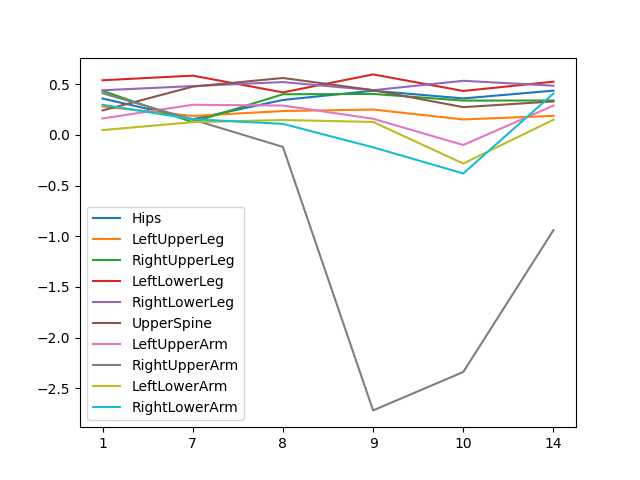 0.5
0.0
−0.5
−1.0
−1.5
−2.0
−2.5
Hips
LeftUpperLeg
RightUpperLeg
LeftLowerLeg
RightLowerLeg
UpperSpine
LeftUpperArm
RightUpperArm
LeftLowerArm
RightLowerArm
1 7 8 9 10 14